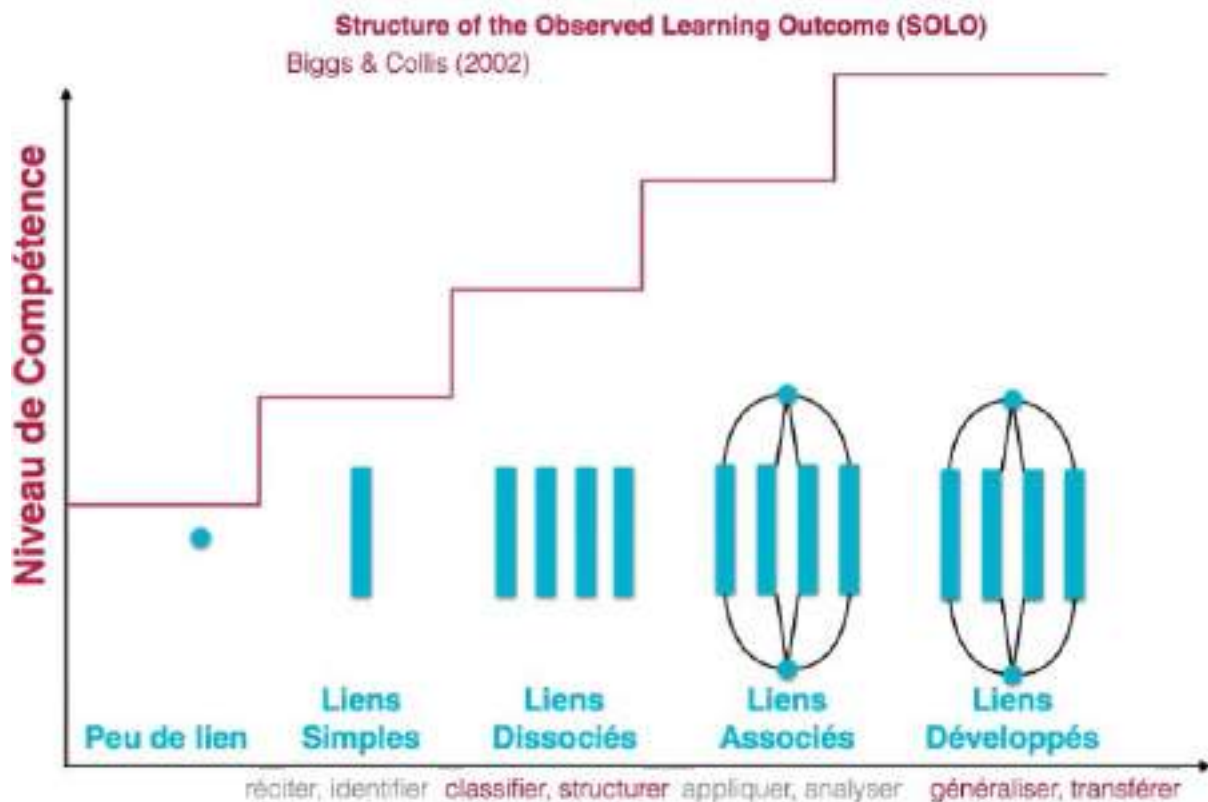 Structure of the Observed Learning Outcome (SOLO)
Biggs & Collis (2002)
Niveau de Compétence
Peu de lien
Liens
Simples
Liens
Dissociés
Liens
Associés
Liens
Développés
réciter, identifier classifier, structurer appliquer, analyser généraliser, transférer